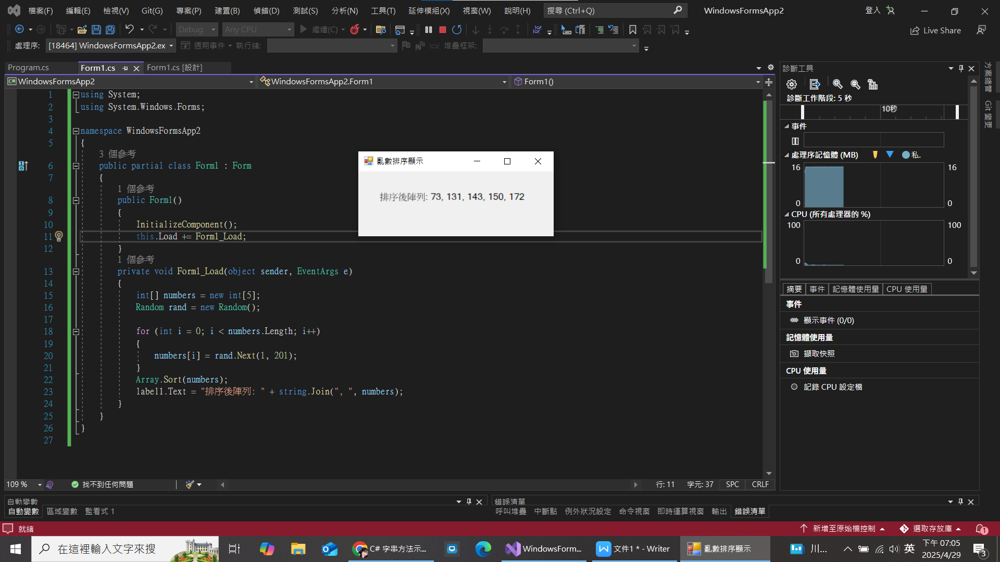 檔案(F) 編輯(E) 檢視(V) Git(G) 專案(P) 建置(B) 偵錯(D) 測試(S) 分析(N) 工具(T) 延伸模組(X) 視窗(W) 說明(H) 搜尋 (Ctrl+Q) WindowsFormsApp2 登入
Debug Any CPU 繼續(C) Live Share
處理序: [18464] WindowsFormsApp2.ex 週期事件 執行緒: 堆疊框架:
Program.cs Form1.cs Form1.cs [設計]
WindowsFormsApp2 WindowsFormsApp2.Form1 Form1()
1 using System;
2 using System.Windows.Forms;
3
4 namespace WindowsFormsApp2
5 {
3 個參考
6 public partial class Form1 : Form
7 {
1 個參考
8 public Form1()
9 {
10 InitializeComponent();
11 this.Load += Form1_Load;
12 }
1 個參考
13 private void Form1_Load(object sender, EventArgs e)
14 {
15 int[] numbers = new int[5];
16 Random rand = new Random();
17
18 for (int i = 0; i < numbers.Length; i++)
19 {
20 numbers[i] = rand.Next(1, 201);
21 }
22 Array.Sort(numbers);
23 label1.Text = "排序後陣列: " + string.Join(", ", numbers);
24 }
25 }
26 }
27
亂數排序顯示
排序後陣列: 73, 131, 143, 150, 172
診斷工具
診斷工作階段: 5 秒
10秒
事件
處理序記憶體 (MB) 私.
16 16
0 0
CPU (所有處理器的 %)
100 100
0 0
摘要 事件 記憶體使用量 CPU 使用量
事件
顯示事件 (0/0)
記憶體使用量
擷取快照
CPU 使用量
記錄 CPU 設定檔
方案總管
Git 變更
109 % 找不到任何問題 行: 11 字元: 37 SPC CRLF
自動變數 錯誤清單
自動變數 區域變數 監看式 1 呼叫堆疊 中斷點 例外狀況設定 命令視窗 即時運算視窗 輸出 錯誤清單
就緒 新增至原始檔控制 選取存放庫 1
在這裡輸入文字來搜 C# 字串方法示... WindowsForm... 文件1 * - Writer 亂數排序顯示 川... 英 下午 07:05
2025/4/29 3